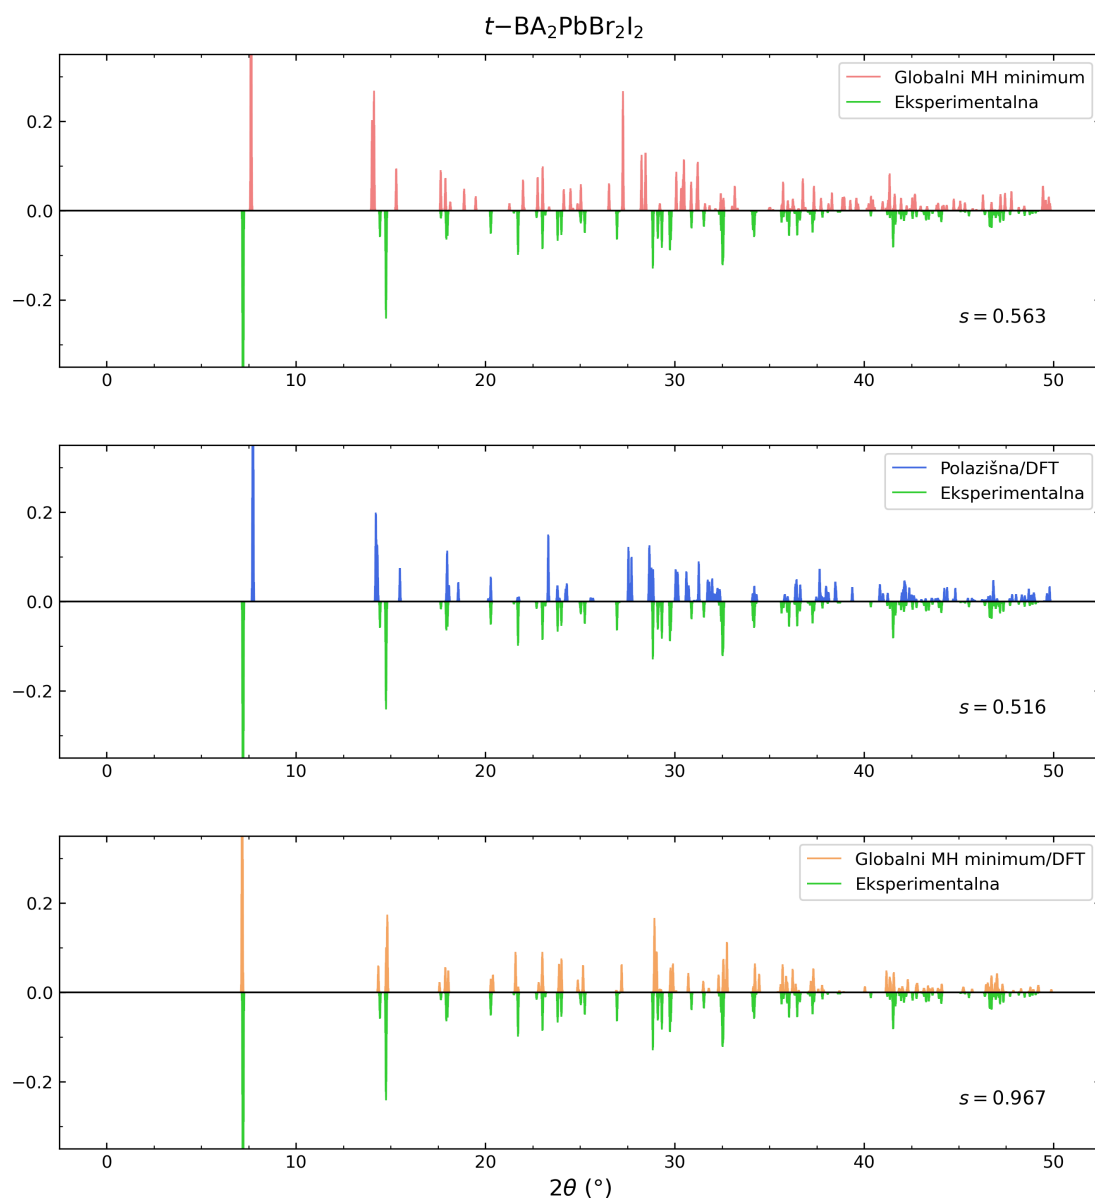 t−BA₂PbBr₂I₂
Globalni MH minimum
Eksperimentalna
0.2
0.0
−0.2
s = 0.563
0 10 20 30 40 50
Polazišna/DFT
Eksperimentalna
0.2
0.0
−0.2
s = 0.516
0 10 20 30 40 50
Globalni MH minimum/DFT
Eksperimentalna
0.2
0.0
−0.2
s = 0.967
0 10 20 30 40 50
2θ (°)